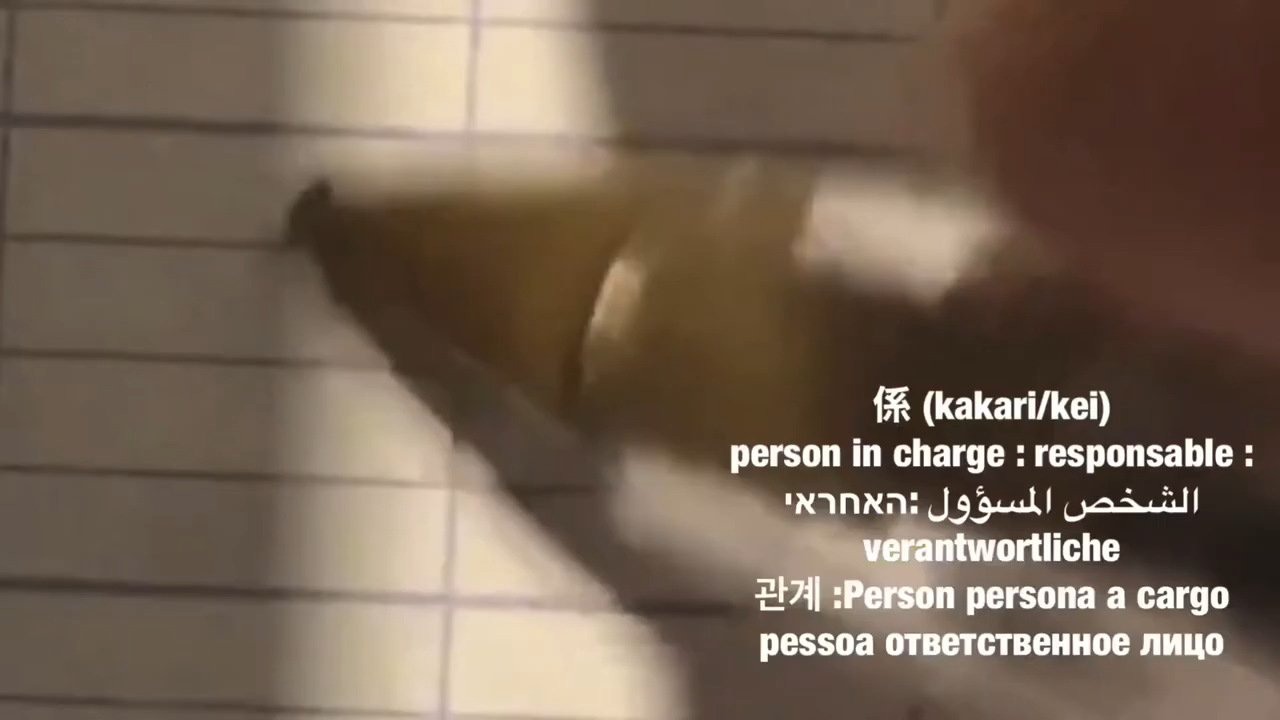 係 (kakari/kei)
person in charge : responsable :
الشخص المسؤول :האחראי
verantwortliche
관계 :Person persona a cargo
pessoa ответственное лицо